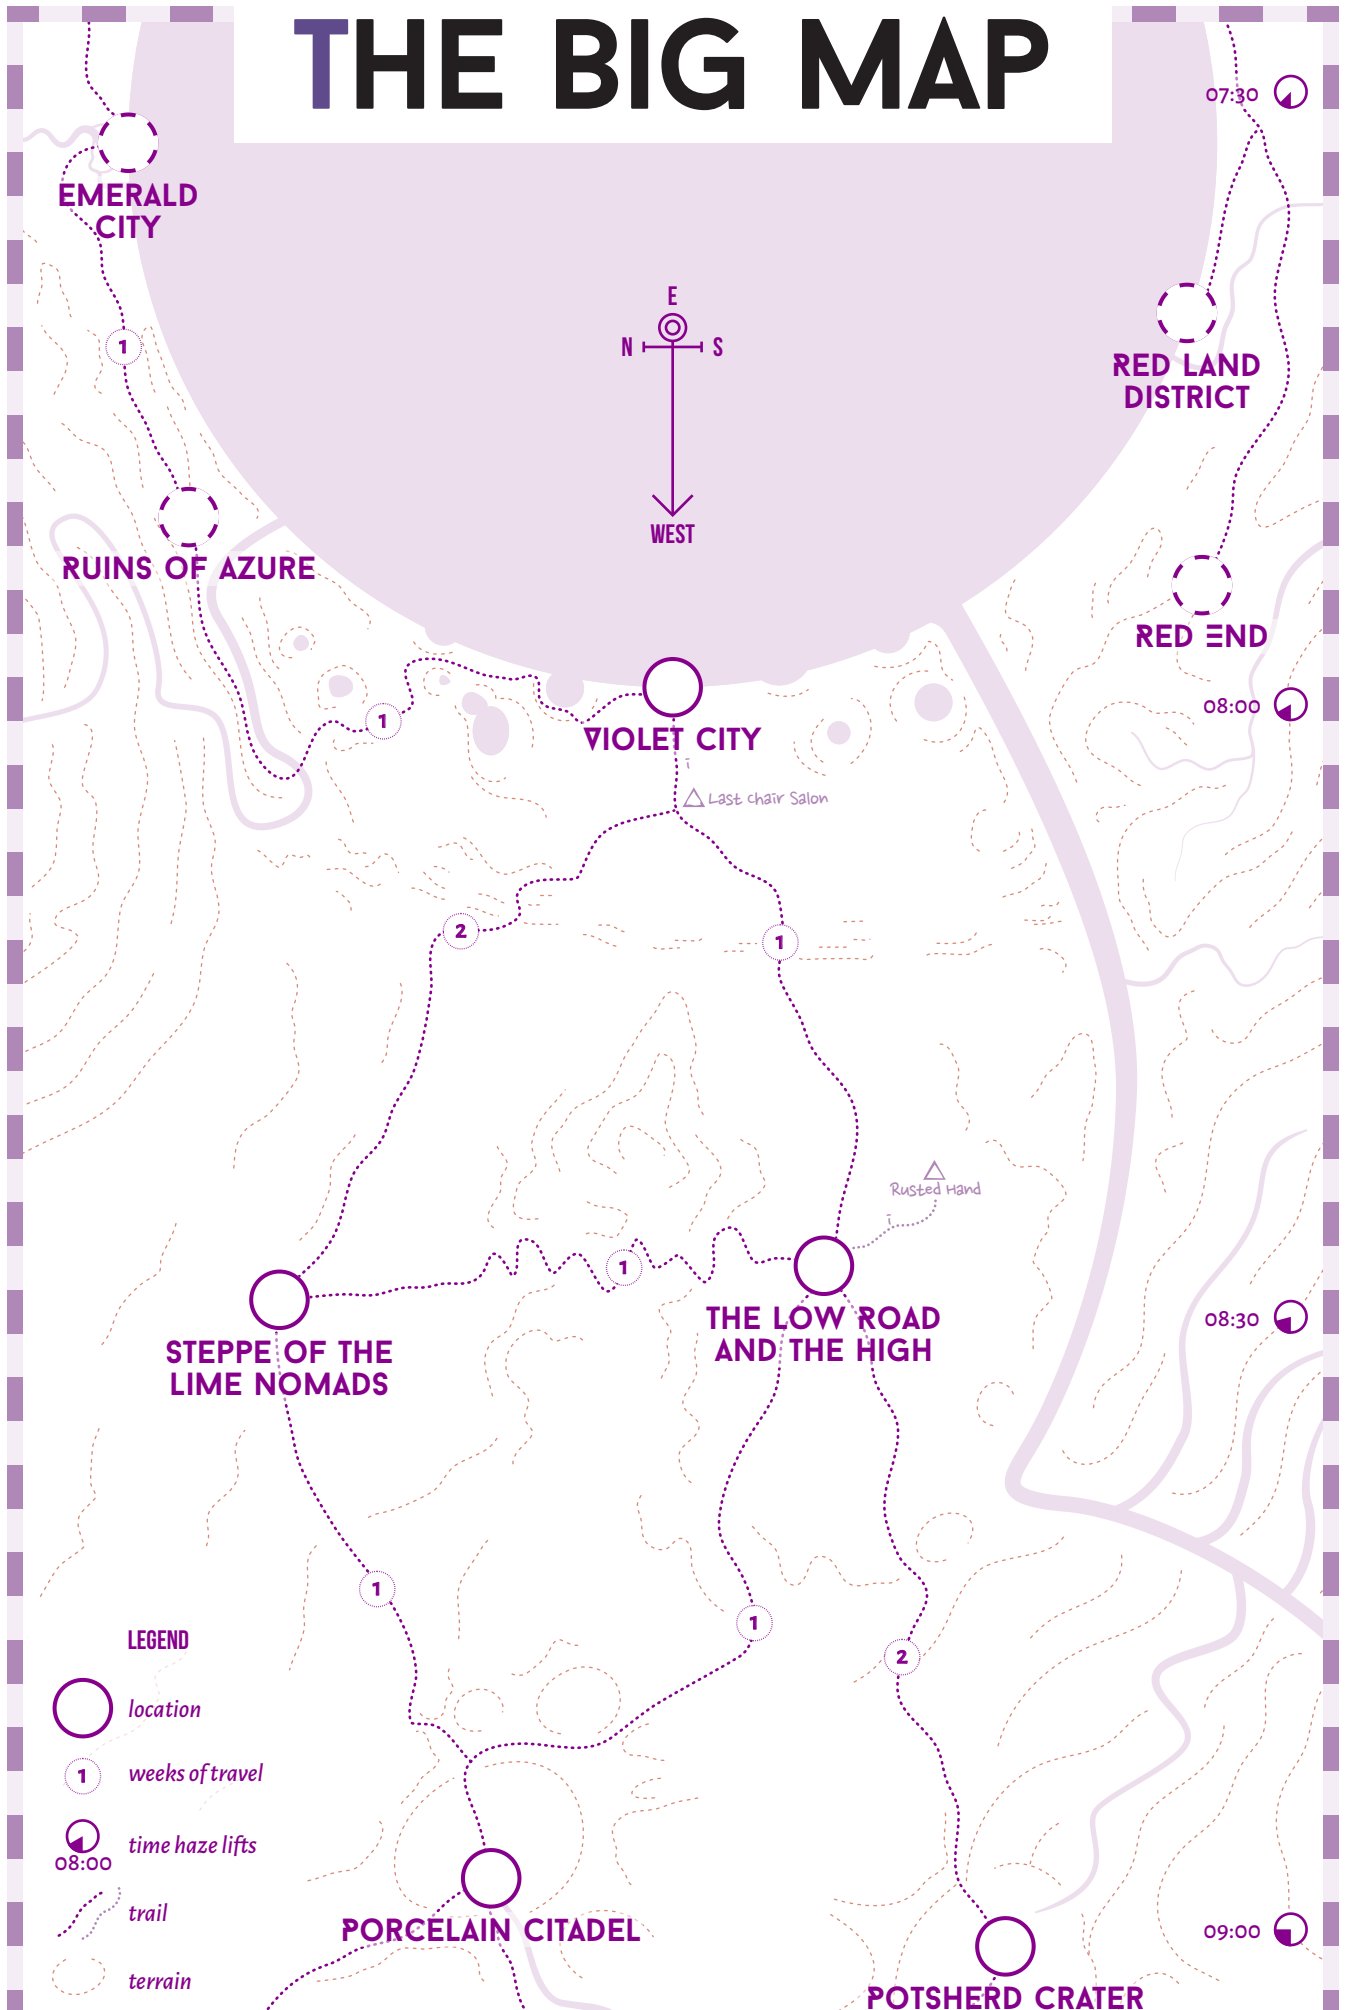 THE BIG MAP
07:30
EMERALD
CITY
E
N S
WEST
1
RED LAND
DISTRICT
RUINS OF AZURE
RED END
08:00
1
VIOLET CITY
Last Chair Salon
2
1
Rusted Hand
1
THE LOW ROAD
AND THE HIGH
08:30
STEPPE OF THE
LIME NOMADS
1
1
2
LEGEND
location
1 weeks of travel
time haze lifts
08:00
trail
terrain
PORCELAIN CITADEL
09:00
POTSHERD CRATER